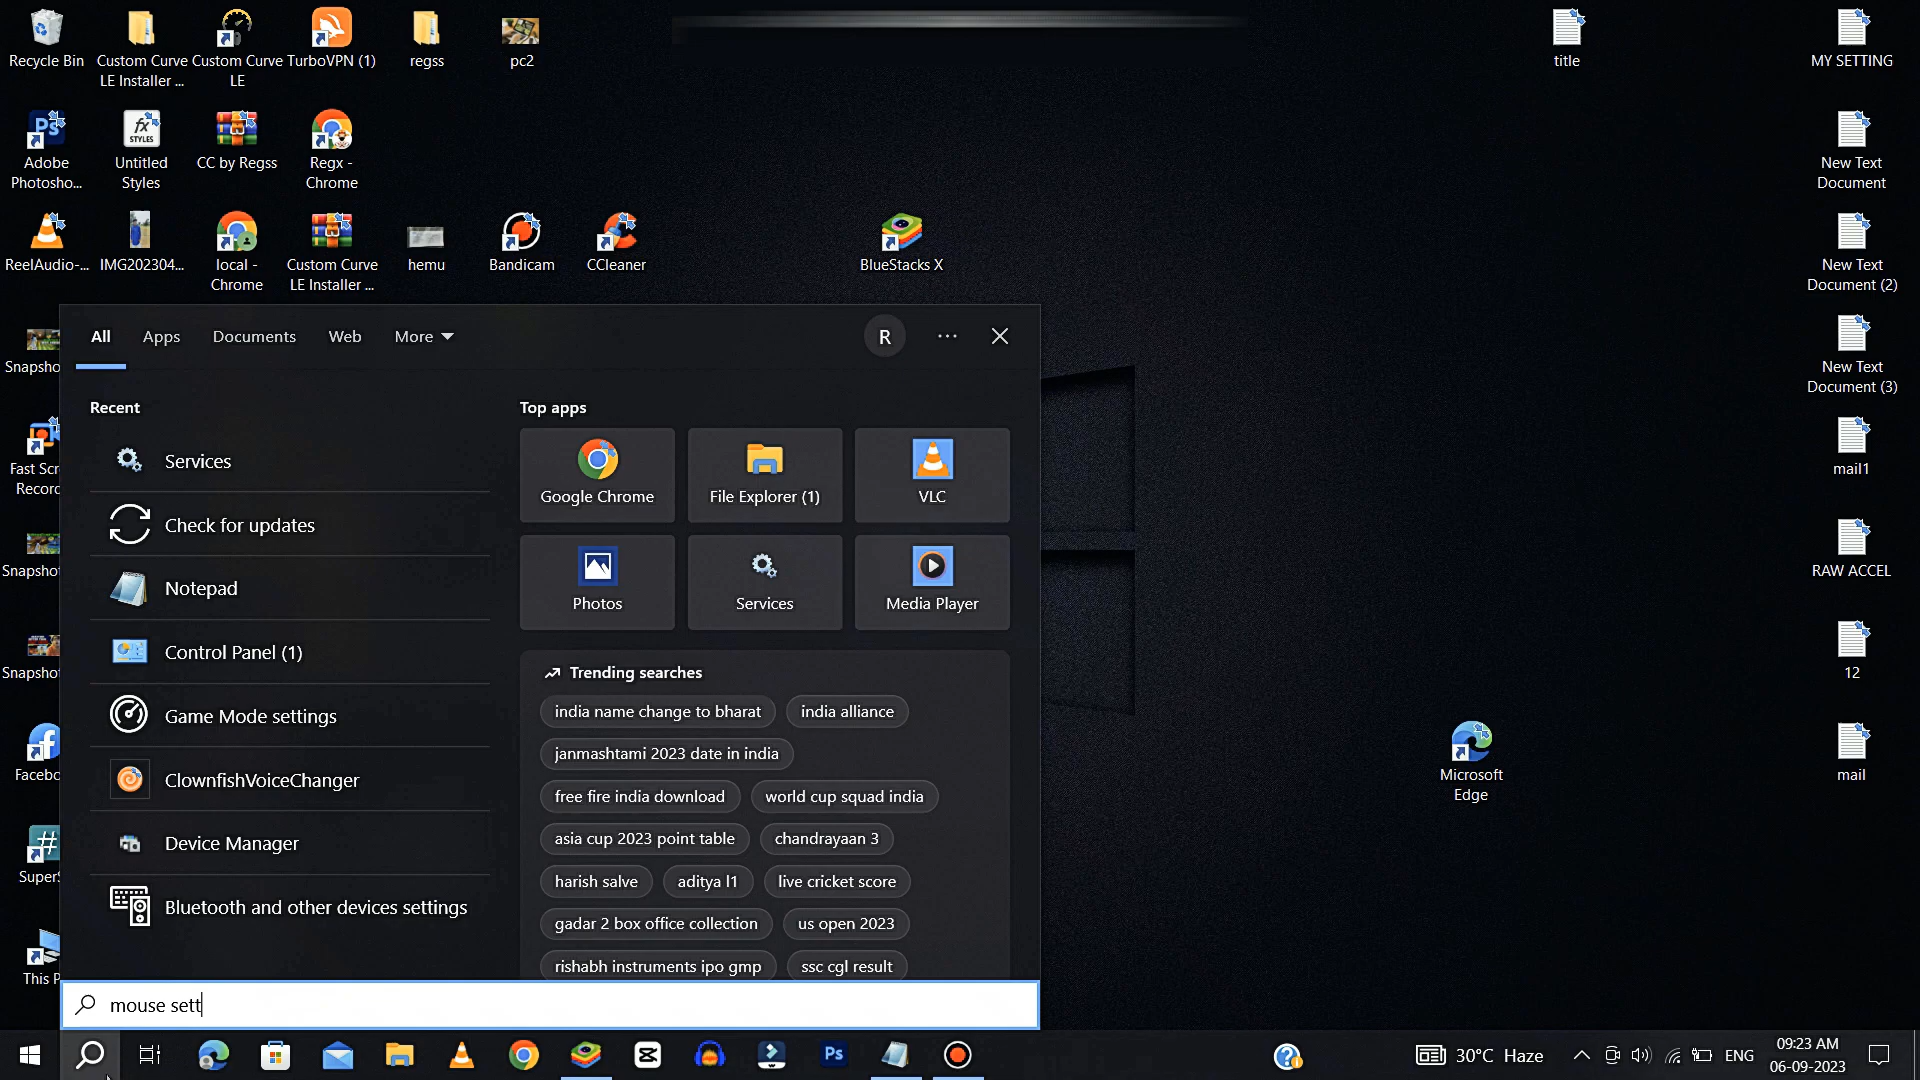 Recycle Bin
Custom Curve
LE Installer ...
Custom Curve
LE
TurboVPN (1)
regss
pc2
title
MY SETTING
Adobe
Photosho...
Untitled
Styles
CC by Regss
Regx -
Chrome
New Text
Document
ReelAudio-...
IMG202304...
local -
Chrome
Custom Curve
LE Installer ...
hemu
Bandicam
CCleaner
BlueStacks X
New Text
Document (2)
All
Apps
Documents
Web
More
R
Snapsho
New Text
Document (3)
Recent
Services
Check for updates
Notepad
Control Panel (1)
Game Mode settings
ClownfishVoiceChanger
Device Manager
Bluetooth and other devices settings
Top apps
Google Chrome
File Explorer (1)
VLC
Photos
Services
Media Player
Trending searches
india name change to bharat
india alliance
janmashtami 2023 date in india
free fire india download
world cup squad india
asia cup 2023 point table
chandrayaan 3
harish salve
aditya l1
live cricket score
gadar 2 box office collection
us open 2023
rishabh instruments ipo gmp
ssc cgl result
Fast Scr
Record
Snapshot
Snapshot
Facebo
#
SuperS
This P
mail1
RAW ACCEL
12
mail
Microsoft
Edge
mouse sett
Ps
30°C Haze
ENG
09:23 AM
06-09-2023